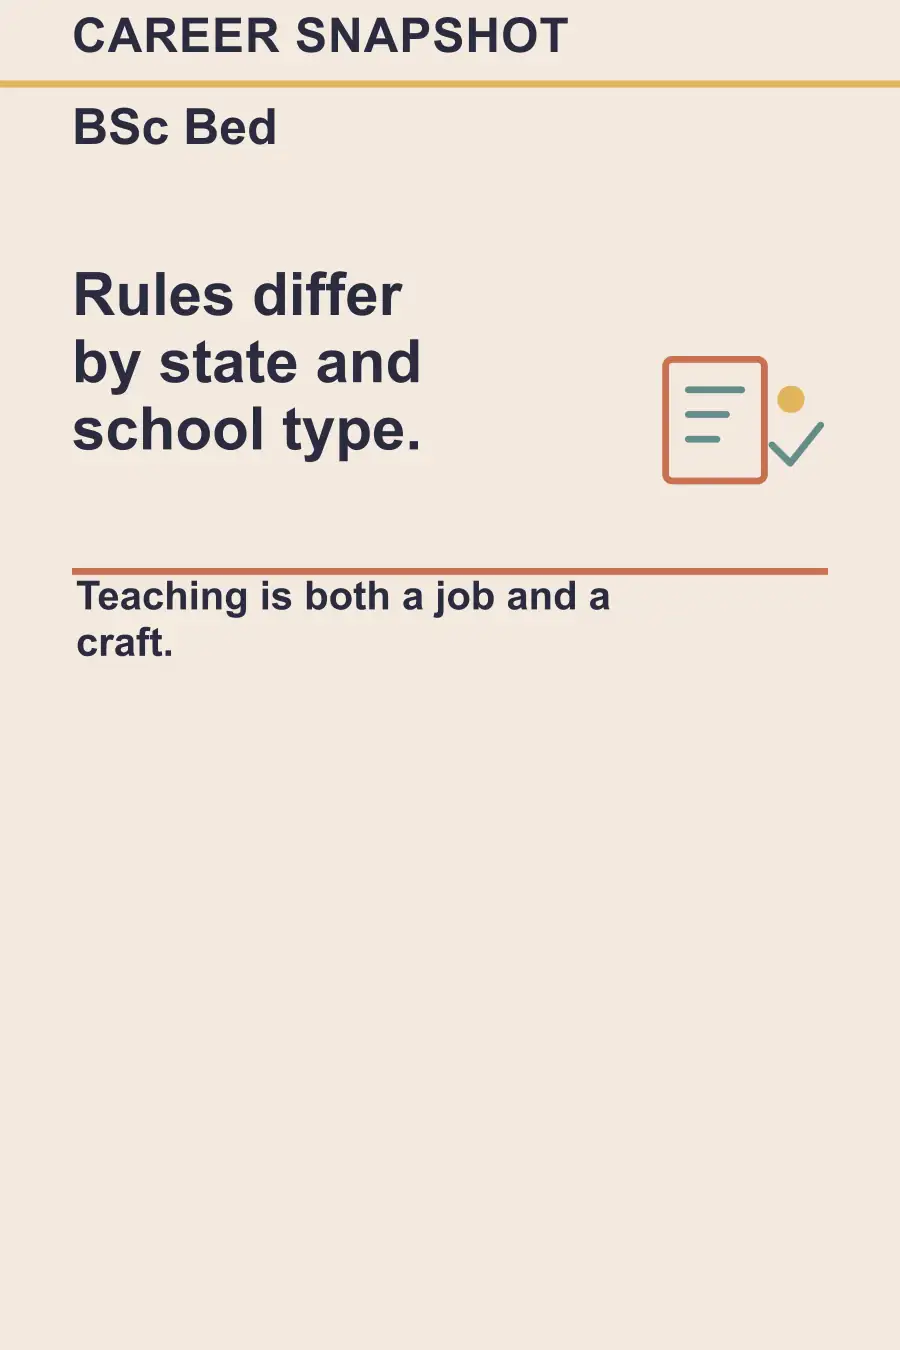 CAREER SNAPSHOT
BSc Bed
Rules differ
by state and
school type.
Teaching is both a job and a
craft.